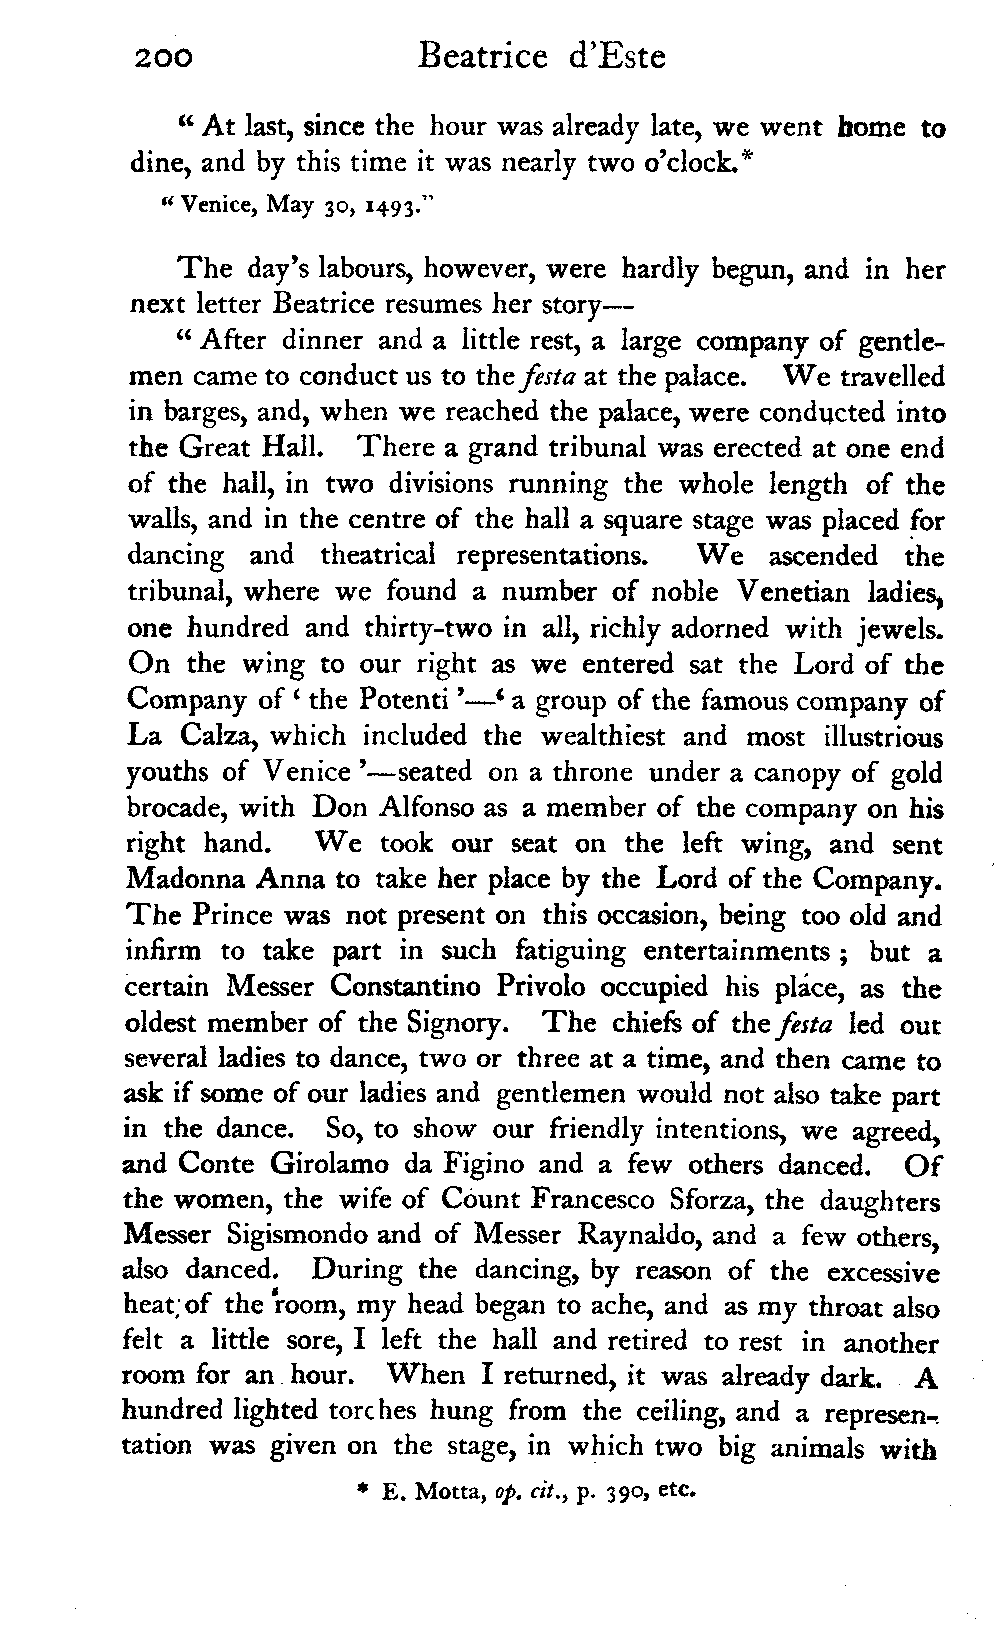 200 Beatrice d'Este
“ At last, since the hour was already late, we went home to
dine, and by this time it was nearly two o'clock.*
“ Venice, May 30, 1493.”
The day's labours, however, were hardly begun, and in her
next letter Beatrice resumes her story—
“ After dinner and a little rest, a large company of gentle-
men came to conduct us to the festa at the palace. We travelled
in barges, and, when we reached the palace, were conducted into
the Great Hall. There a grand tribunal was erected at one end
of the hall, in two divisions running the whole length of the
walls, and in the centre of the hall a square stage was placed for
dancing and theatrical representations. We ascended the
tribunal, where we found a number of noble Venetian ladies,
one hundred and thirty-two in all, richly adorned with jewels.
On the wing to our right as we entered sat the Lord of the
Company of ‘ the Potenti ’—‘ a group of the famous company of
La Calza, which included the wealthiest and most illustrious
youths of Venice ’—seated on a throne under a canopy of gold
brocade, with Don Alfonso as a member of the company on his
right hand. We took our seat on the left wing, and sent
Madonna Anna to take her place by the Lord of the Company.
The Prince was not present on this occasion, being too old and
infirm to take part in such fatiguing entertainments ; but a
certain Messer Constantino Privolo occupied his place, as the
oldest member of the Signory. The chiefs of the festa led out
several ladies to dance, two or three at a time, and then came to
ask if some of our ladies and gentlemen would not also take part
in the dance. So, to show our friendly intentions, we agreed,
and Conte Girolamo da Figino and a few others danced. Of
the women, the wife of Count Francesco Sforza, the daughters
Messer Sigismondo and of Messer Raynaldo, and a few others,
also danced. During the dancing, by reason of the excessive
heat of the room, my head began to ache, and as my throat also
felt a little sore, I left the hall and retired to rest in another
room for an hour. When I returned, it was already dark. A
hundred lighted torches hung from the ceiling, and a represen-
tation was given on the stage, in which two big animals with
* E. Motta, op. cit., p. 390, etc.